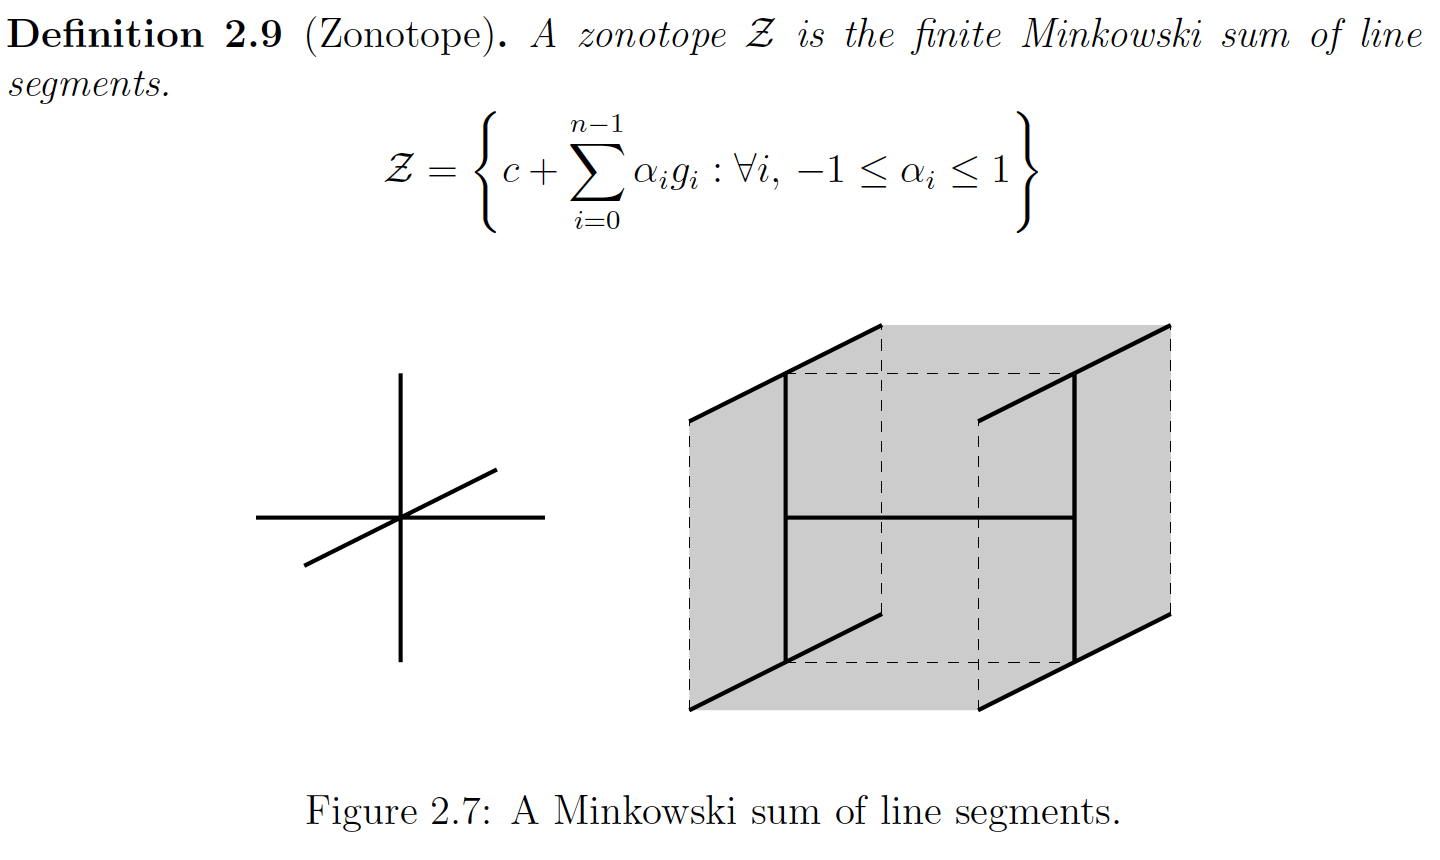 Definition 2.9 (Zonotope). A zonotope 𝒵 is the finite Minkowski sum of line
segments.
𝒵 = { c + ∑_{i=0}^{n−1} α_i g_i : ∀i, −1 ≤ α_i ≤ 1 }
Figure 2.7: A Minkowski sum of line segments.